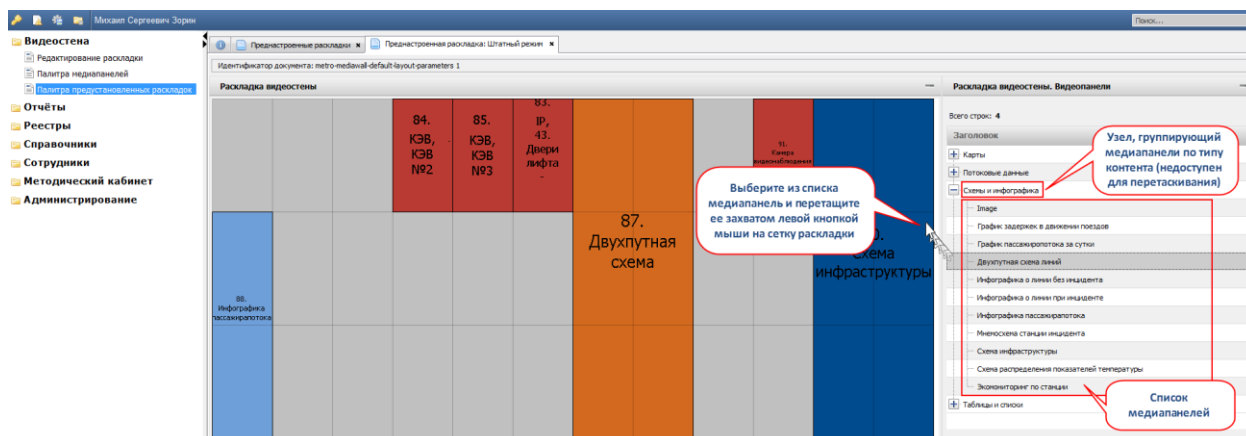 Михаил Сергеевич Зорин
Поиск...
Видеостена
Редактирование раскладки
Палитра медиапанелей
Палитра предустановленных раскладок
Отчёты
Реестры
Справочники
Сотрудники
Методический кабинет
Администрирование
Преднастроенные раскладки
Преднастроенная раскладка: Штатный режим
Идентификатор документа: metro-mediawall-default-layout-parameters 1
Раскладка видеостены
84.
КЭВ,
КЭВ
№2
85.
КЭВ,
КЭВ
№3
83.
IP,
43.
Двери
лифта
-
91.
Камера
видеонаблюдения
87.
Двухпутная
схема
0.
схема
инфраструктуры
88.
Инфографика
пассажирапотока
Выберите из списка
медиапанель и перетащите
ее захватом левой кнопкой
мыши на сетку раскладки
Раскладка видеостены. Видеопанели
Всего строк: 4
Заголовок
Карты
Потоковые данные
Схемы и инфографика
Image
График задержек в движении поездов
График пассажиропотока за сутки
Двухпутная схема линий
Инфографика о линии без инцидента
Инфографика о линии при инциденте
Инфографика пассажирапотока
Мнемосхема станции инцидента
Схема инфраструктуры
Схема распределения показателей температуры
Экомониторинг по станции
Таблицы и списки
Узел, группирующий
медиапанели по типу
контента (недоступен
для перетаскивания)
Список
медиапанелей